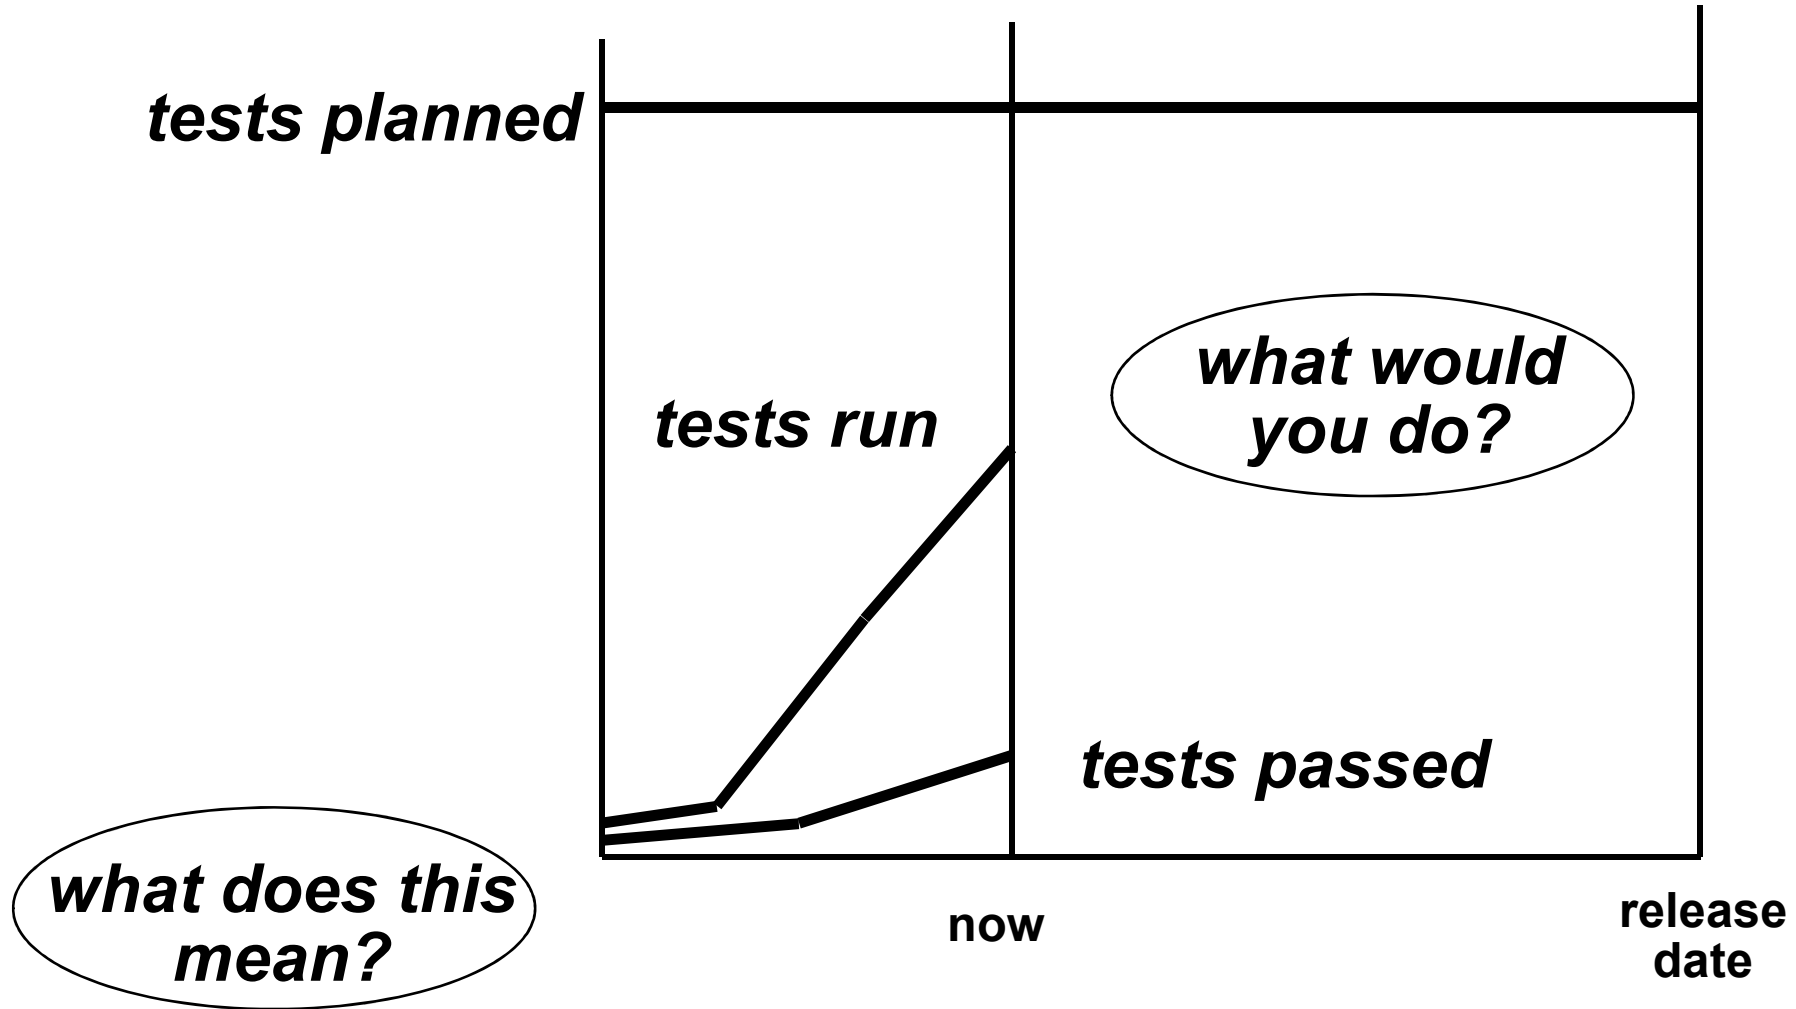 tests planned
tests run
what would
you do?
tests passed
what does this
mean?
now
release
date